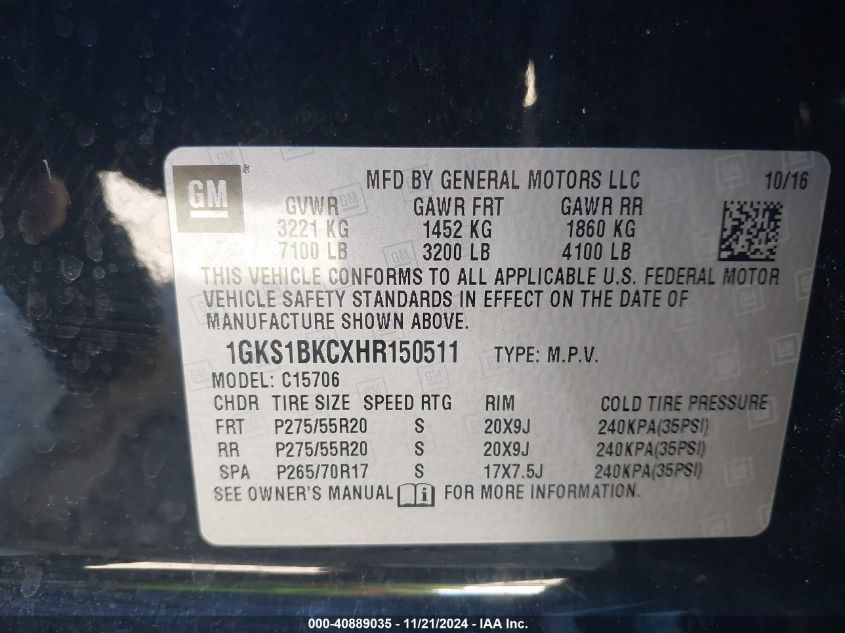 GM
MFD BY GENERAL MOTORS LLC 10/16
GVWR GAWR FRT GAWR RR
3221 KG 1452 KG 1860 KG
7100 LB 3200 LB 4100 LB
THIS VEHICLE CONFORMS TO ALL APPLICABLE U.S. FEDERAL MOTOR
VEHICLE SAFETY STANDARDS IN EFFECT ON THE DATE OF
MANUFACTURE SHOWN ABOVE.
1GKS1BKCXHR150511 TYPE: M.P.V.
MODEL: C15706
CHDR TIRE SIZE SPEED RTG RIM COLD TIRE PRESSURE
FRT P275/55R20 S 20X9J 240KPA(35PSI)
RR P275/55R20 S 20X9J 240KPA(35PSI)
SPA P265/70R17 S 17X7.5J 240KPA(35PSI)
SEE OWNER'S MANUAL i FOR MORE INFORMATION.
000-40889035 - 11/21/2024 - IAA Inc.